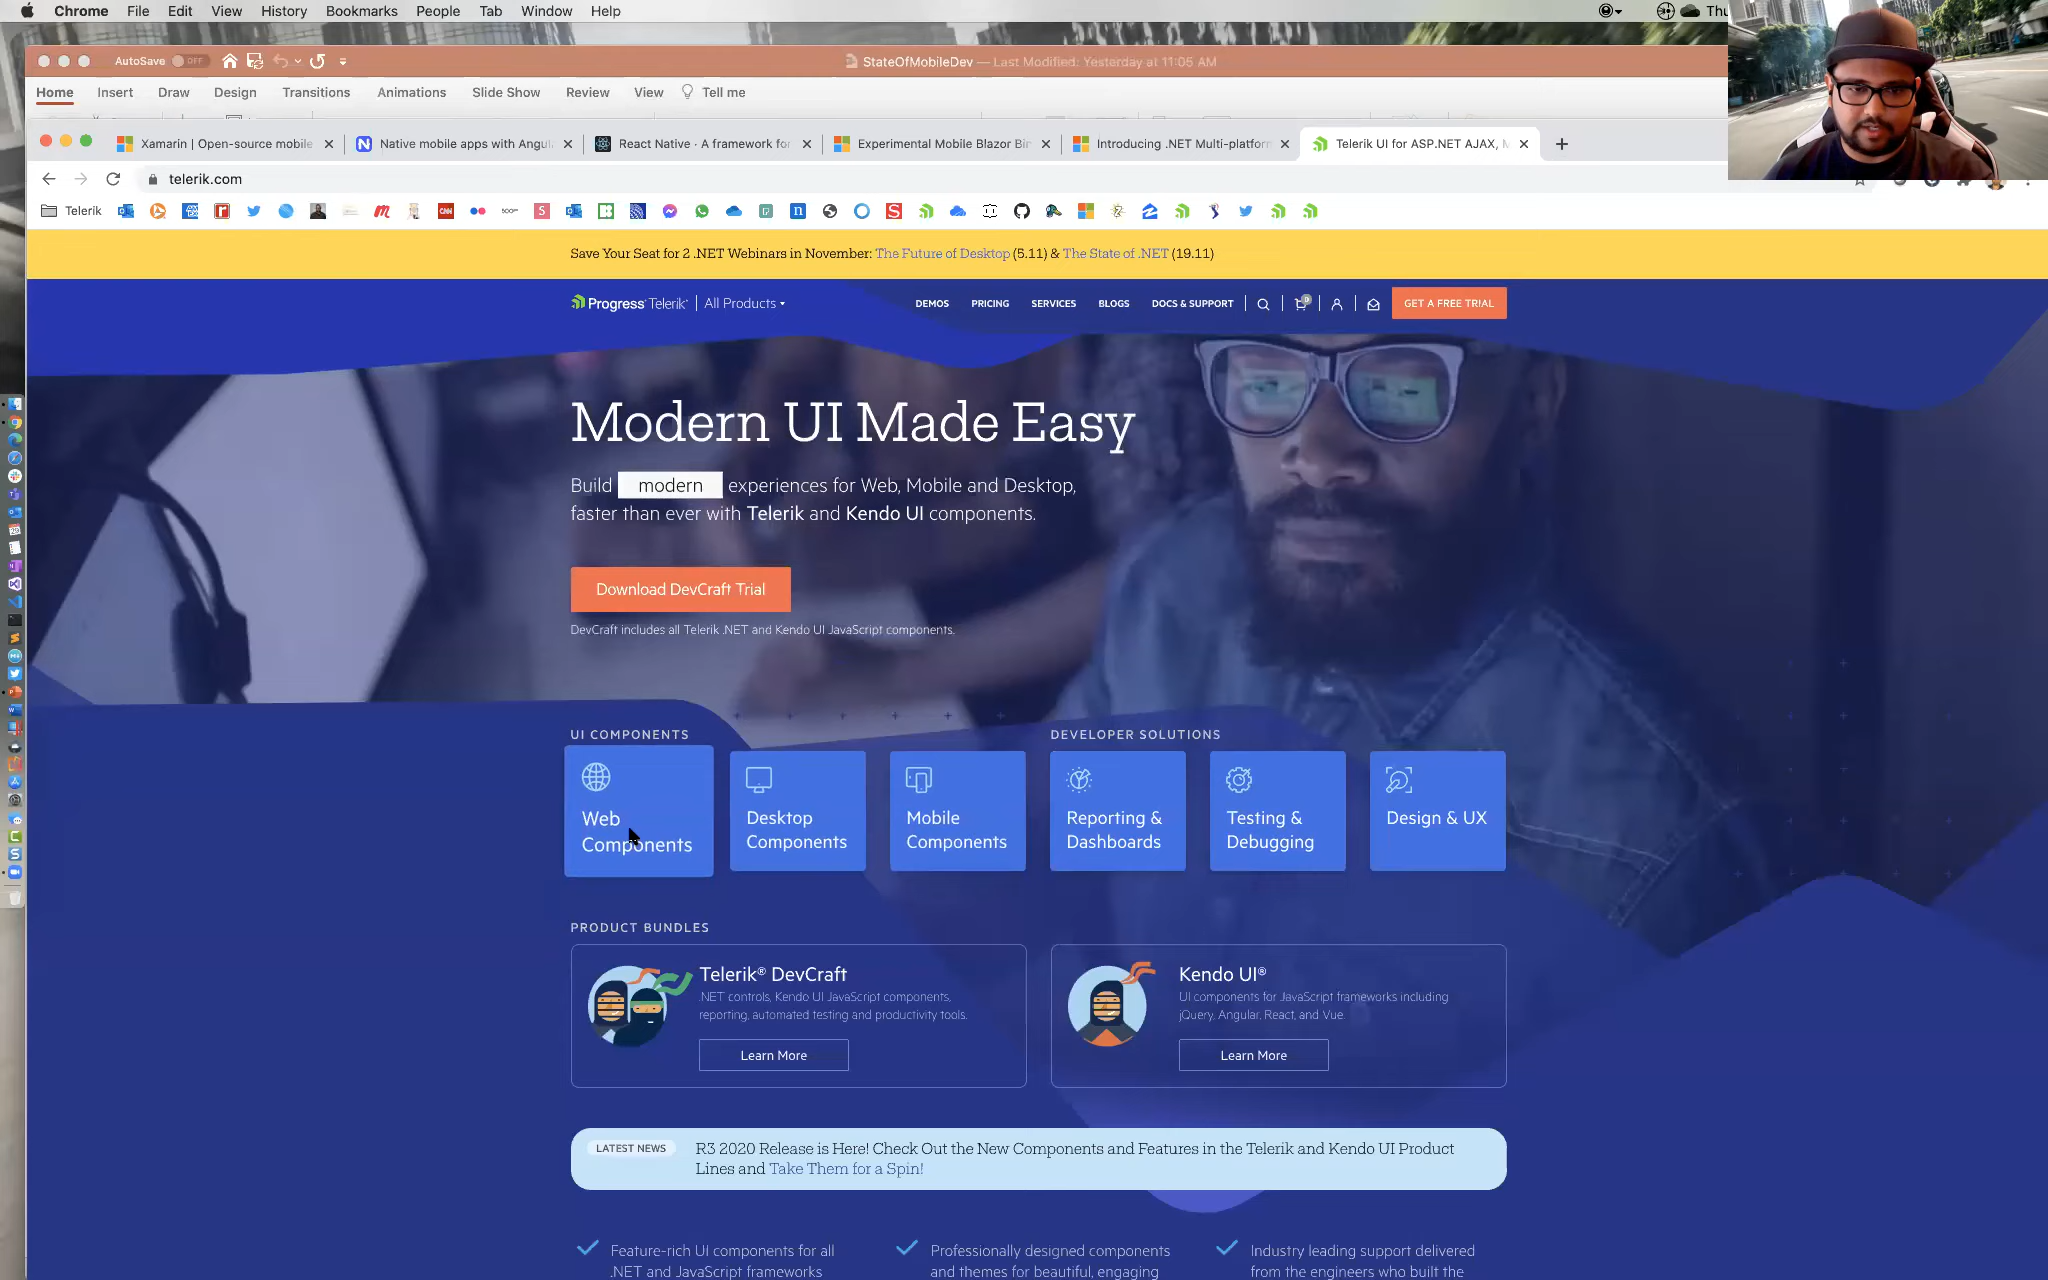 Chrome File Edit View History Bookmarks People Tab Window Help
Thu
AutoSave OFF
StateOfMobileDev — Last Modified: Yesterday at 11:05 AM
Home Insert Draw Design Transitions Animations Slide Show Review View Tell me
Xamarin | Open-source mobile
Native mobile apps with Angul
React Native · A framework for
Experimental Mobile Blazor Bin
Introducing .NET Multi-platform
Telerik UI for ASP.NET AJAX, M
telerik.com
Telerik
Save Your Seat for 2 .NET Webinars in November: The Future of Desktop (5.11) & The State of .NET (19.11)
Progress Telerik All Products DEMOS PRICING SERVICES BLOGS DOCS & SUPPORT 0 GET A FREE TRIAL
Modern UI Made Easy
Build modern experiences for Web, Mobile and Desktop,
faster than ever with Telerik and Kendo UI components.
Download DevCraft Trial
DevCraft includes all Telerik .NET and Kendo UI JavaScript components.
UI COMPONENTS
Web
Components
Desktop
Components
Mobile
Components
DEVELOPER SOLUTIONS
Reporting &
Dashboards
Testing &
Debugging
Design & UX
PRODUCT BUNDLES
Telerik® DevCraft
.NET controls, Kendo UI JavaScript components,
reporting, automated testing and productivity tools.
Learn More
Kendo UI®
UI components for JavaScript frameworks including
jQuery, Angular, React, and Vue.
Learn More
LATEST NEWS
R3 2020 Release is Here! Check Out the New Components and Features in the Telerik and Kendo UI Product
Lines and Take Them for a Spin!
Feature-rich UI components for all
.NET and JavaScript frameworks
Professionally designed components
and themes for beautiful, engaging
Industry leading support delivered
from the engineers who built the